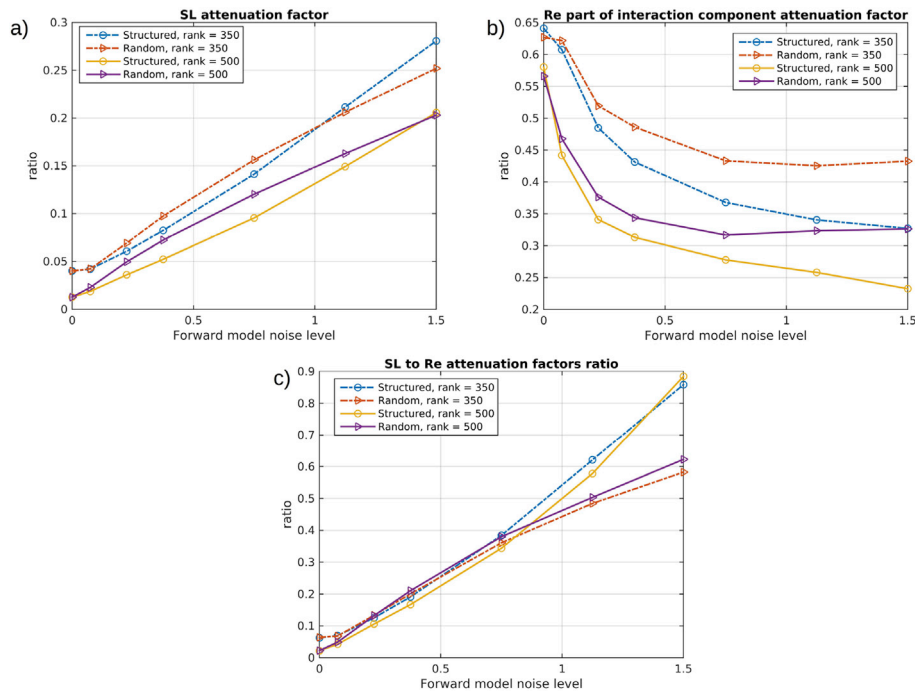 a)
SL attenuation factor
Structured, rank = 350
Random, rank = 350
Structured, rank = 500
Random, rank = 500
0.3
0.25
0.2
0.15
0.1
0.05
0
ratio
0
0.5
1
1.5
Forward model noise level
b)
Re part of interaction component attenuation factor
Structured, rank = 350
Random, rank = 350
Structured, rank = 500
Random, rank = 500
0.65
0.6
0.55
0.5
0.45
0.4
0.35
0.3
0.25
0.2
ratio
0
0.5
1
1.5
Forward model noise level
c)
SL to Re attenuation factors ratio
Structured, rank = 350
Random, rank = 350
Structured, rank = 500
Random, rank = 500
0.9
0.8
0.7
0.6
0.5
0.4
0.3
0.2
0.1
0
ratio
0
0.5
1
1.5
Forward model noise level